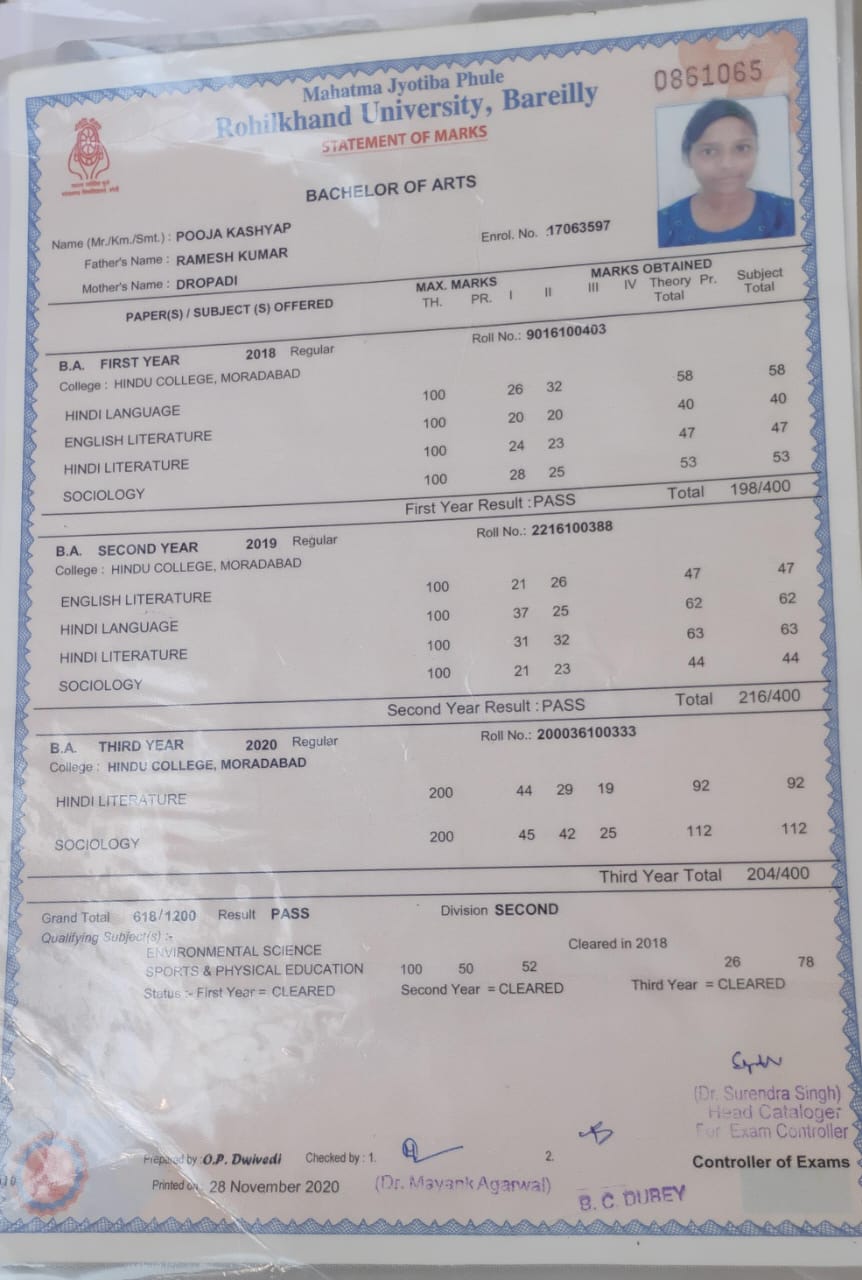 Mahatma Jyotiba Phule
0861065
Rohilkhand University, Bareilly
STATEMENT OF MARKS
BACHELOR OF ARTS
Name (Mr./Km./Smt.) : POOJA KASHYAP Enrol. No. :17063597
Father's Name : RAMESH KUMAR
Mother's Name : DROPADI
PAPER(S) / SUBJECT (S) OFFERED MAX. MARKS TH. PR. MARKS OBTAINED I II III IV Theory Total Pr. Subject Total
B.A. FIRST YEAR 2018 Regular Roll No.: 9016100403
College : HINDU COLLEGE, MORADABAD
HINDI LANGUAGE 100 26 32 58 58
ENGLISH LITERATURE 100 20 20 40 40
HINDI LITERATURE 100 24 23 47 47
SOCIOLOGY 100 28 25 53 53
First Year Result : PASS Total 198/400
B.A. SECOND YEAR 2019 Regular Roll No.: 2216100388
College : HINDU COLLEGE, MORADABAD
ENGLISH LITERATURE 100 21 26 47 47
HINDI LANGUAGE 100 37 25 62 62
HINDI LITERATURE 100 31 32 63 63
SOCIOLOGY 100 21 23 44 44
Second Year Result : PASS Total 216/400
B.A. THIRD YEAR 2020 Regular Roll No.: 200036100333
College : HINDU COLLEGE, MORADABAD
HINDI LITERATURE 200 44 29 19 92 92
SOCIOLOGY 200 45 42 25 112 112
Third Year Total 204/400
Grand Total 618/1200 Result PASS Division SECOND
Qualifying Subject(s) :-
ENVIRONMENTAL SCIENCE Cleared in 2018
SPORTS & PHYSICAL EDUCATION 100 50 52 26 78
Status :- First Year = CLEARED Second Year = CLEARED Third Year = CLEARED
(Dr. Surendra Singh)
Head Cataloger
For Exam Controller
Prepared by : O.P. Dwivedi Checked by : 1. 2.
Controller of Exams
Printed on : 28 November 2020 (Dr. Mayank Agarwal) B. C. DUBEY